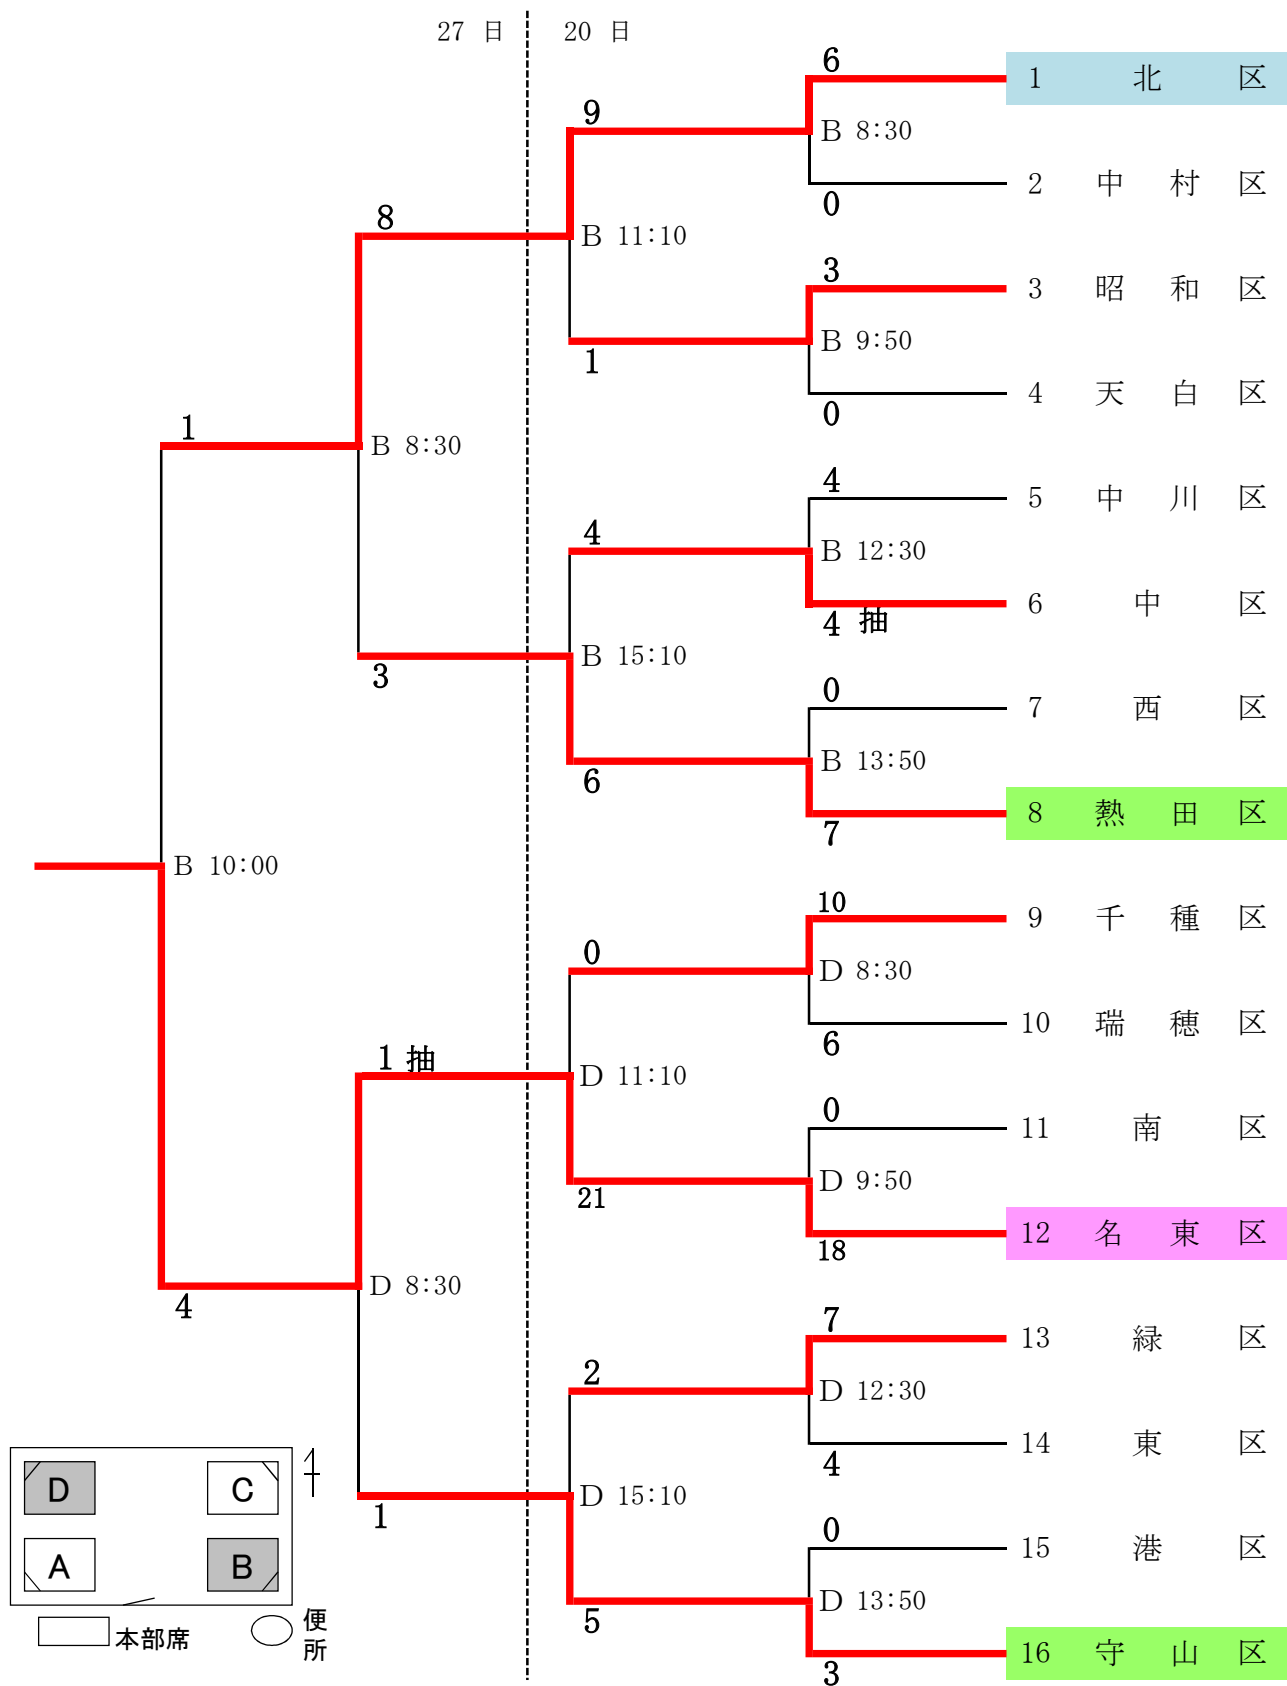 27 日 20 日
6
1 北 区
9
B 8:30
2 中 村 区
0
8
B 11:10
3
3 昭 和 区
B 9:50
1
4 天 白 区
0
1
B 8:30
4
5 中 川 区
4
B 12:30
6 中 区
4 抽
B 15:10
3
0
7 西 区
B 13:50
6
8 熱 田 区
7
B 10:00
10
9 千 種 区
0
D 8:30
10 瑞 穂 区
6
1 抽
D 11:10
0
11 南 区
D 9:50
21
12 名 東 区
18
D 8:30
4
7
13 緑 区
2
D 12:30
14 東 区
4
D 15:10
1
0
15 港 区
D 13:50
5
16 守 山 区
3
D C
A B
本部席 便所